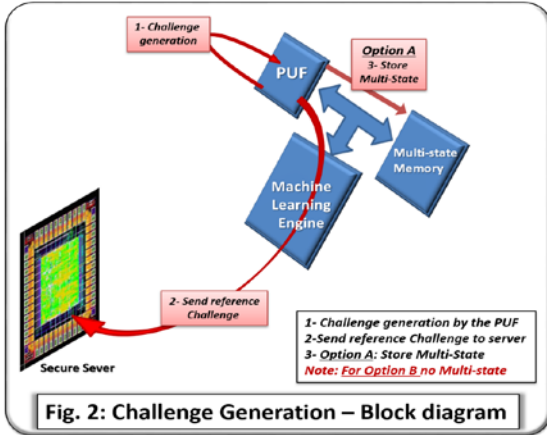 1- Challenge
generation
PUF
Option A
3- Store
Multi-State
Multi-state
Memory
Machine
Learning
Engine
2- Send reference
Challenge
Secure Sever
1- Challenge generation by the PUF
2-Send reference Challenge to server
3- Option A: Store Multi-State
Note: For Option B no Multi-state
Fig. 2: Challenge Generation – Block diagram